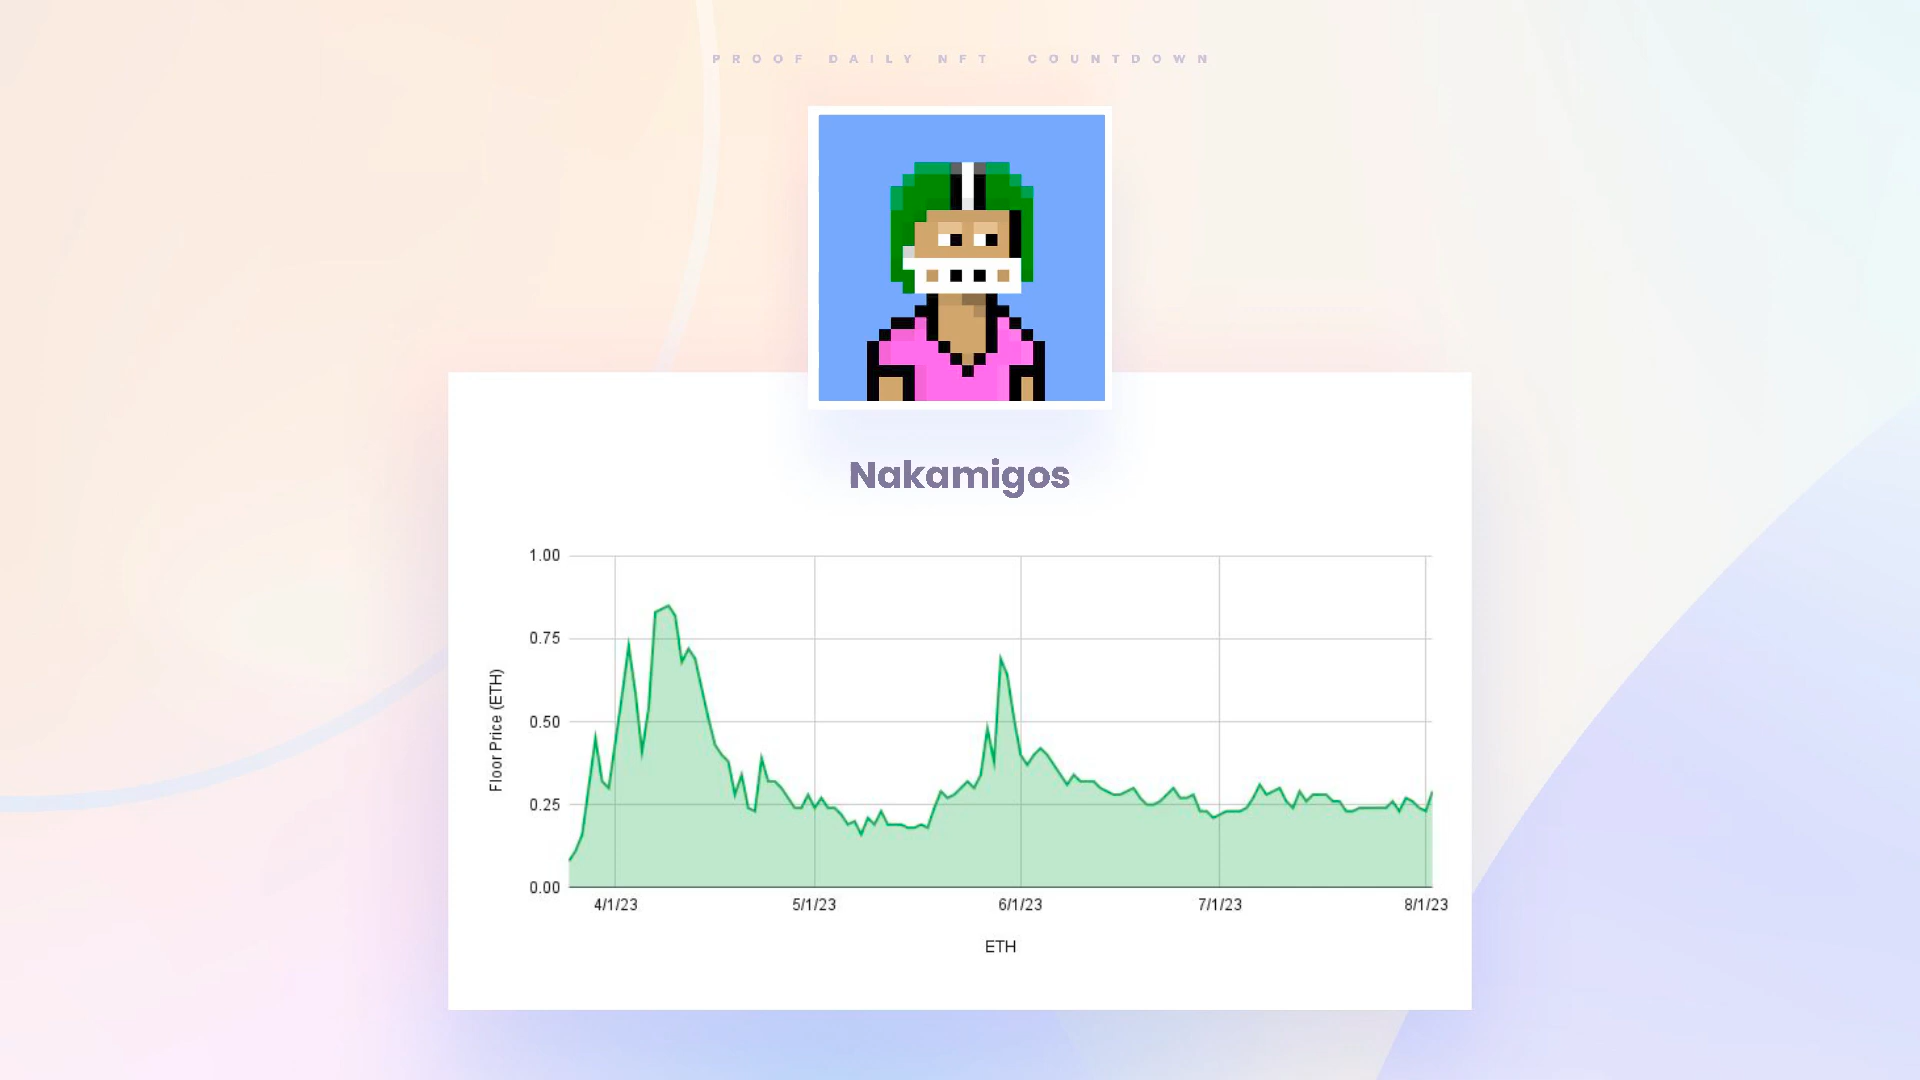 PROOF DAILY NFT COUNTDOWN
Nakamigos
1.00
0.75
0.50
0.25
0.00
Floor Price (ETH)
4/1/23 5/1/23 6/1/23 7/1/23 8/1/23
ETH